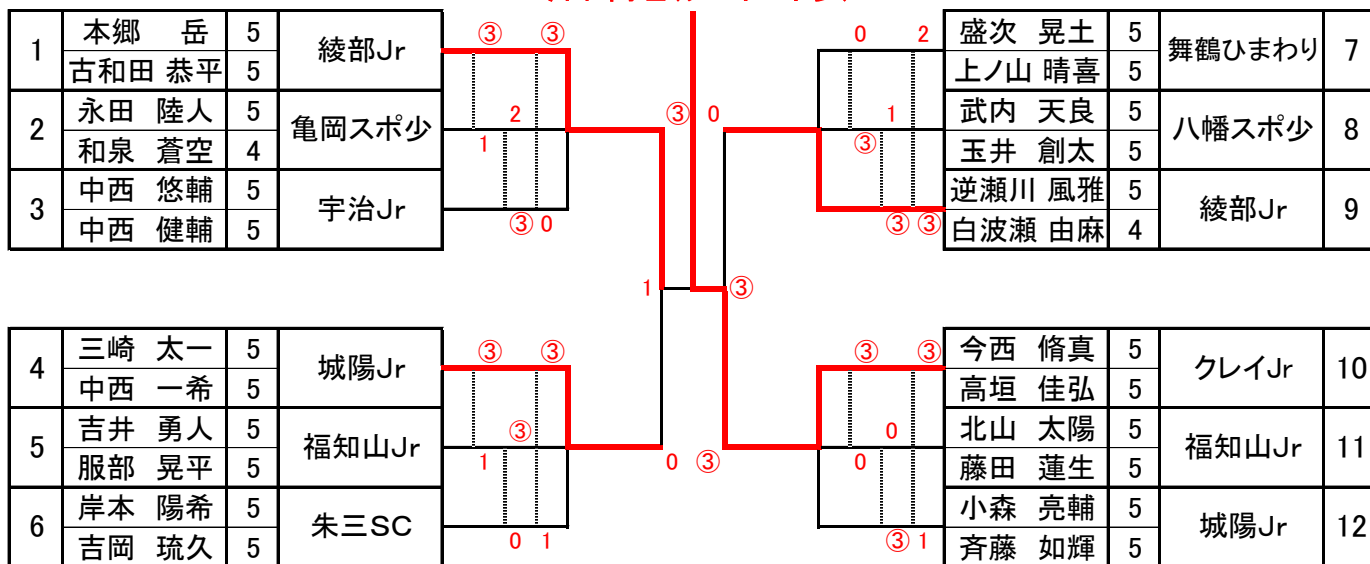 1 本郷 岳 5 綾部Jr
古和田 恭平 5
2 永田 陸人 5 亀岡スポ少
和泉 蒼空 4
3 中西 悠輔 5 宇治Jr
中西 健輔 5
③ ③
2
1
③ 0
4 三崎 太一 5 城陽Jr
中西 一希 5
5 吉井 勇人 5 福知山Jr
服部 晃平 5
6 岸本 陽希 5 朱三SC
吉岡 琉久 5
③ ③
③
1
0 1
③ 0
1 ③
0 ③
0 2
盛次 晃土 5 舞鶴ひまわり 7
上ノ山 晴喜 5
武内 天良 5 八幡スポ少 8
玉井 創太 5
逆瀬川 風雅 5 綾部Jr 9
白波瀬 由麻 4
1
③
③ ③
③ ③
今西 脩真 5 クレイJr 10
高垣 佳弘 5
北山 太陽 5 福知山Jr 11
藤田 蓮生 5
小森 亮輔 5 城陽Jr 12
斉藤 如輝 5
0
0
③ 1